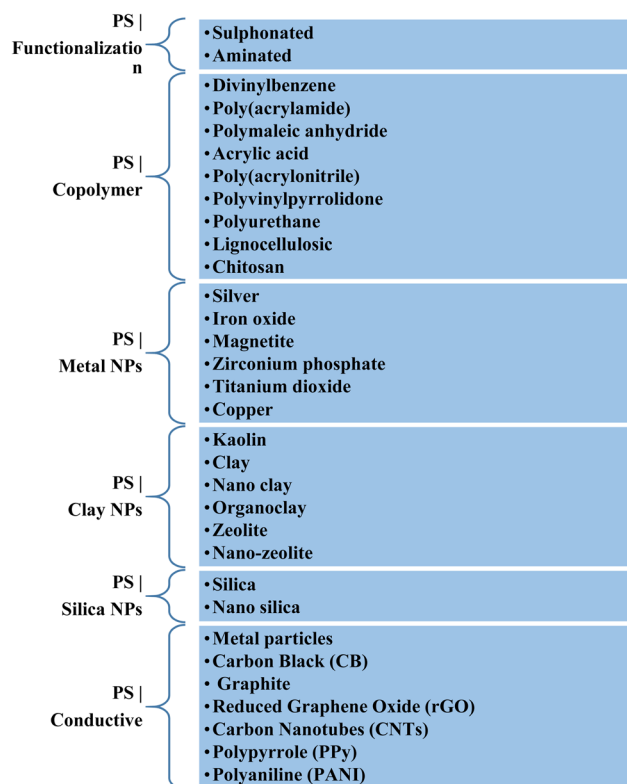 PS |
Functionalizatio
n
• Sulphonated
• Aminated
PS |
Copolymer
• Divinylbenzene
• Poly(acrylamide)
• Polymaleic anhydride
• Acrylic acid
• Poly(acrylonitrile)
• Polyvinylpyrrolidone
• Polyurethane
• Lignocellulosic
• Chitosan
PS |
Metal NPs
• Silver
• Iron oxide
• Magnetite
• Zirconium phosphate
• Titanium dioxide
• Copper
PS |
Clay NPs
• Kaolin
• Clay
• Nano clay
• Organoclay
• Zeolite
• Nano-zeolite
PS |
Silica NPs
• Silica
• Nano silica
PS |
Conductive
• Metal particles
• Carbon Black (CB)
• Graphite
• Reduced Graphene Oxide (rGO)
• Carbon Nanotubes (CNTs)
• Polypyrrole (PPy)
• Polyaniline (PANI)